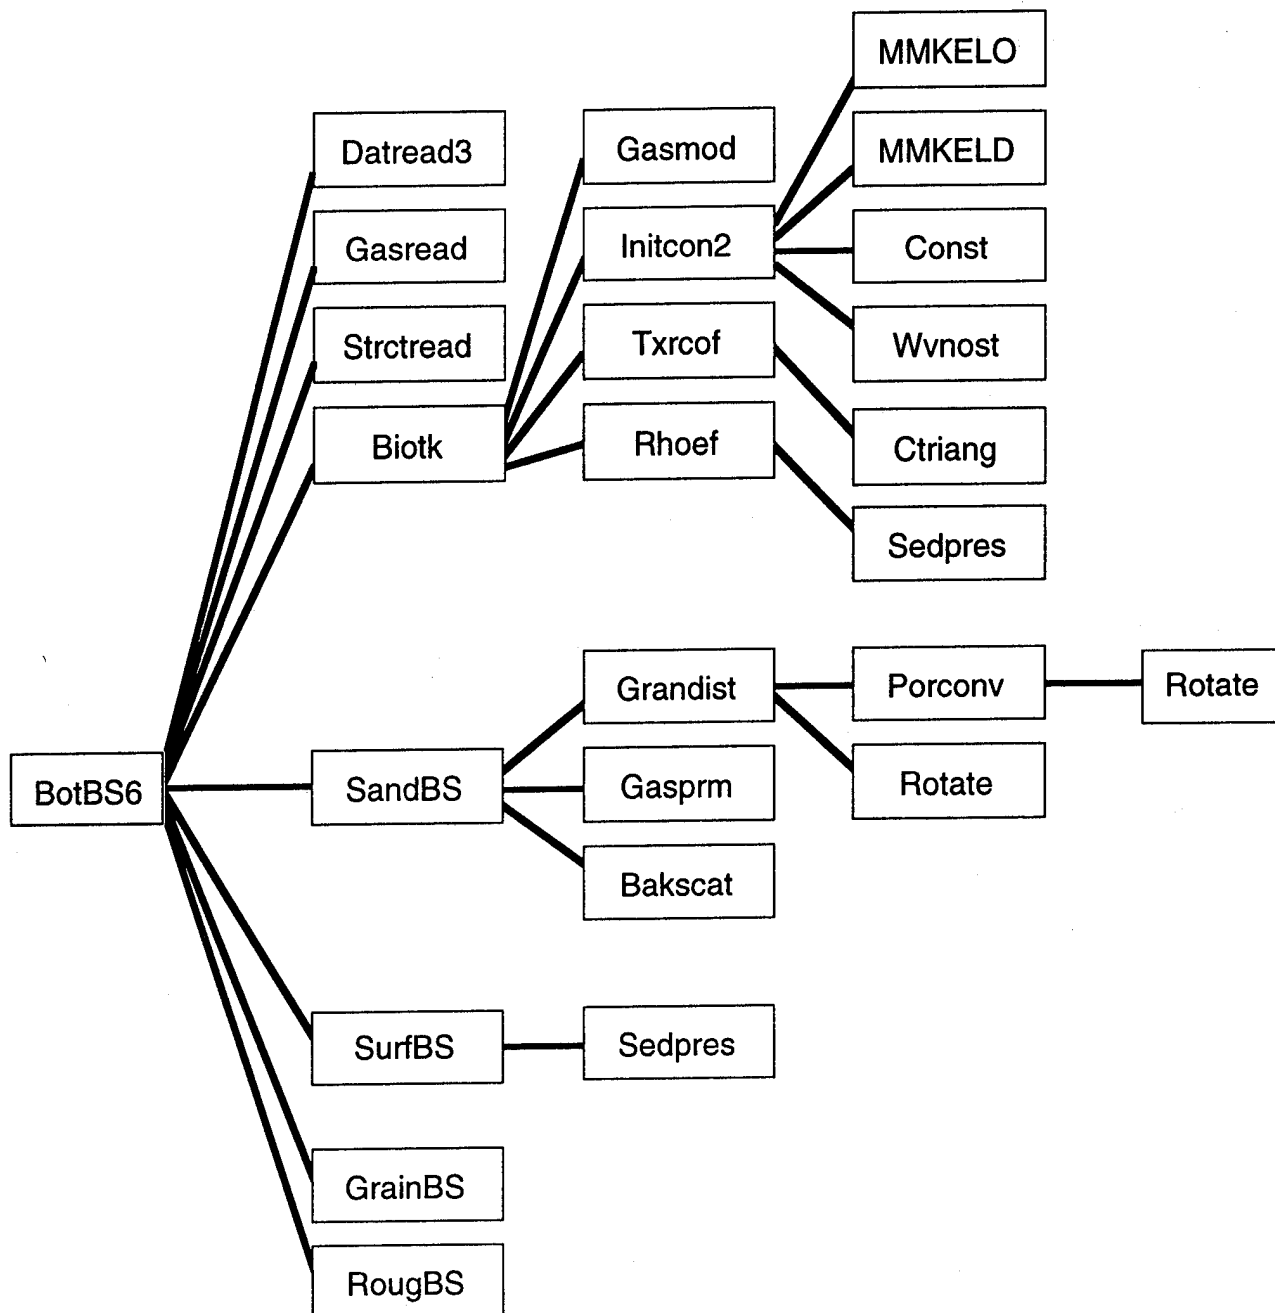 MMKELO
Datread3
Gasmod
MMKELD
Gasread
Initcon2
Const
Strctread
Txrcof
Wvnost
Biotk
Rhoef
Ctriang
Sedpres
Grandist
Porconv
Rotate
BotBS6
SandBS
Gasprm
Rotate
Bakscat
SurfBS
Sedpres
GrainBS
RougBS